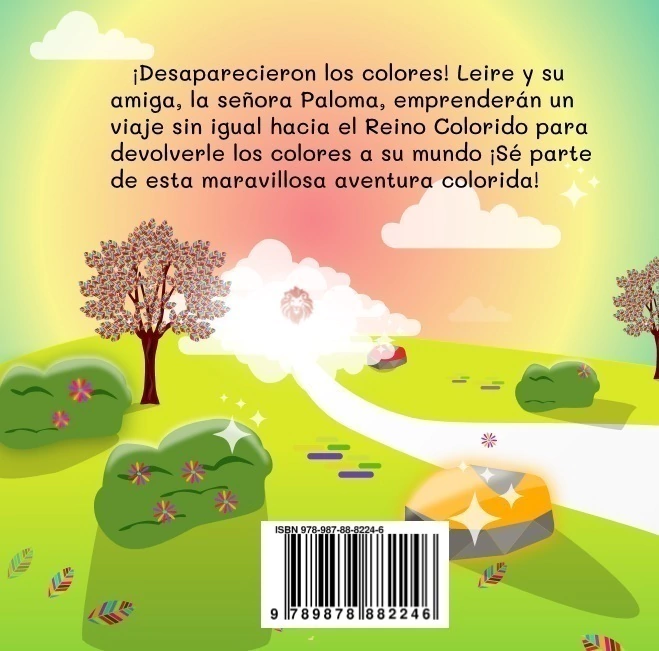 ¡Desaparecieron los colores! Leire y su
amiga, la señora Paloma, emprenderán un
viaje sin igual hacia el Reino Colorido para
devolverle los colores a su mundo ¡Sé parte
de esta maravillosa aventura colorida!
ISBN 978-987-88-8224-6
9 789878 882246